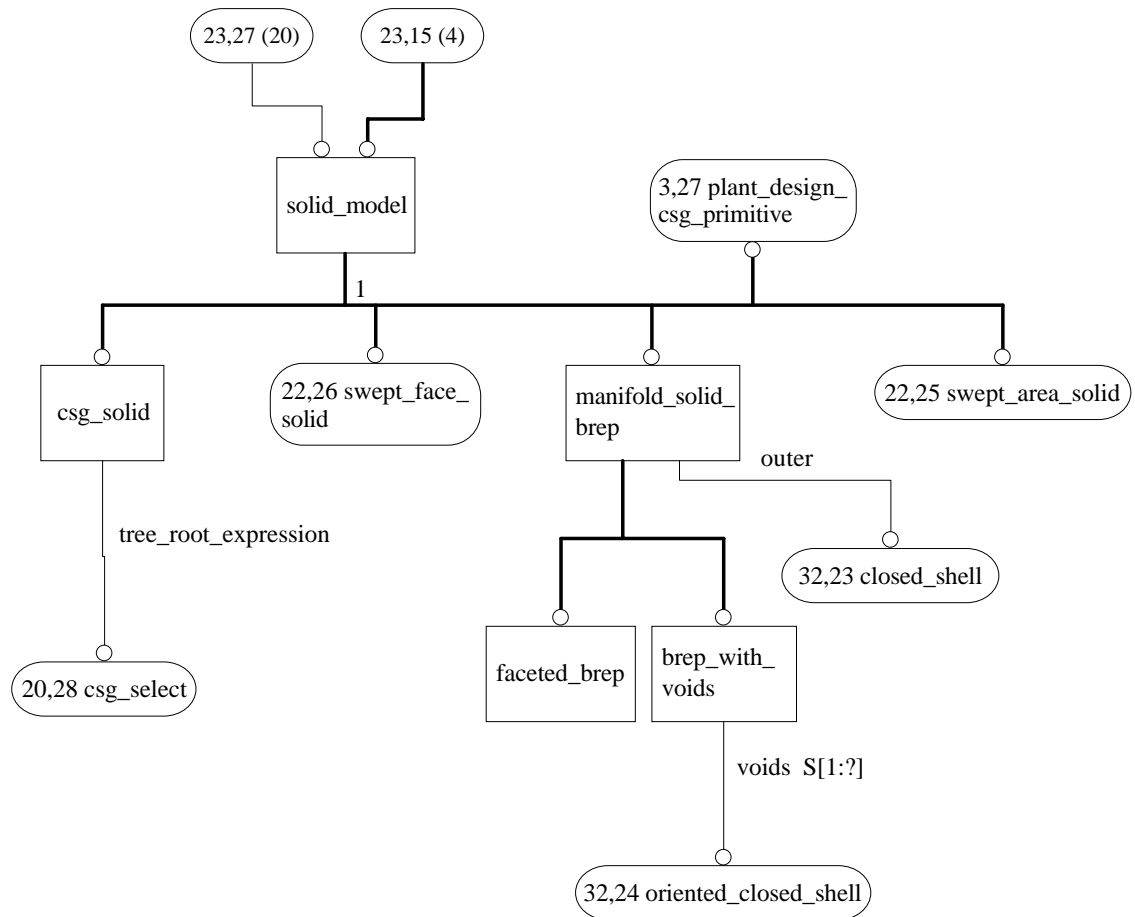 23,27 (20)
23,15 (4)
solid_model
3,27 plant_design_
csg_primitive
1
csg_solid
22,26 swept_face_
solid
manifold_solid_
brep
22,25 swept_area_solid
outer
tree_root_expression
32,23 closed_shell
faceted_brep
brep_with_
voids
20,28 csg_select
voids  S[1:?]
32,24 oriented_closed_shell